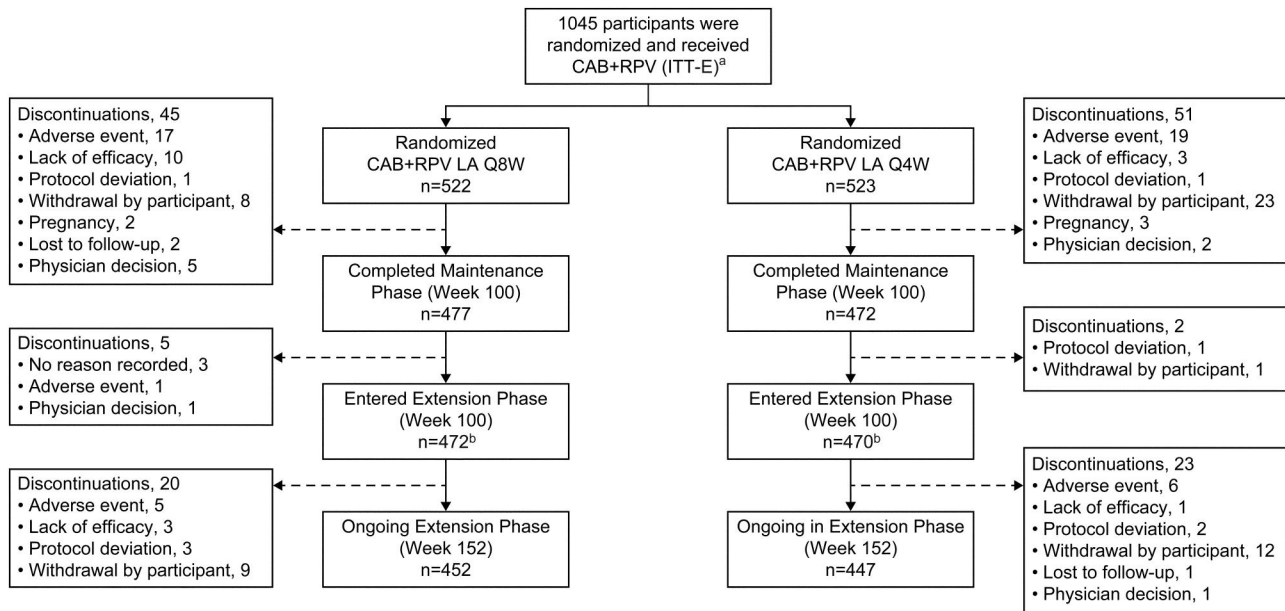 1045 participants were
randomized and received
CAB+RPV (ITT-E)a
Discontinuations, 45
• Adverse event, 17
• Lack of efficacy, 10
• Protocol deviation, 1
• Withdrawal by participant, 8
• Pregnancy, 2
• Lost to follow-up, 2
• Physician decision, 5
Randomized
CAB+RPV LA Q8W
n=522
Randomized
CAB+RPV LA Q4W
n=523
Discontinuations, 51
• Adverse event, 19
• Lack of efficacy, 3
• Protocol deviation, 1
• Withdrawal by participant, 23
• Pregnancy, 3
• Physician decision, 2
Completed Maintenance
Phase (Week 100)
n=477
Completed Maintenance
Phase (Week 100)
n=472
Discontinuations, 5
• No reason recorded, 3
• Adverse event, 1
• Physician decision, 1
Discontinuations, 2
• Protocol deviation, 1
• Withdrawal by participant, 1
Entered Extension Phase
(Week 100)
n=472b
Entered Extension Phase
(Week 100)
n=470b
Discontinuations, 20
• Adverse event, 5
• Lack of efficacy, 3
• Protocol deviation, 3
• Withdrawal by participant, 9
Discontinuations, 23
• Adverse event, 6
• Lack of efficacy, 1
• Protocol deviation, 2
• Withdrawal by participant, 12
• Lost to follow-up, 1
• Physician decision, 1
Ongoing Extension Phase
(Week 152)
n=452
Ongoing in Extension Phase
(Week 152)
n=447